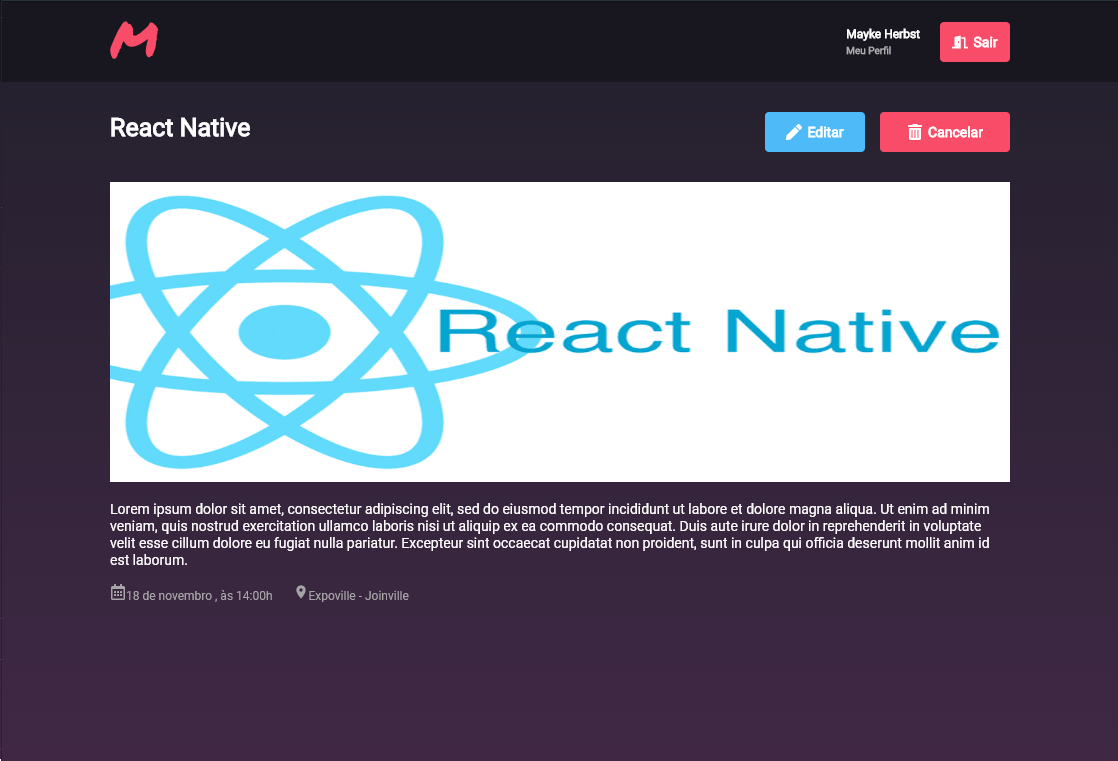 M
Mayke Herbst
Meu Perfil
Sair
React Native
Editar
Cancelar
React Native
Lorem ipsum dolor sit amet, consectetur adipiscing elit, sed do eiusmod tempor incididunt ut labore et dolore magna aliqua. Ut enim ad minim
veniam, quis nostrud exercitation ullamco laboris nisi ut aliquip ex ea commodo consequat. Duis aute irure dolor in reprehenderit in voluptate
velit esse cillum dolore eu fugiat nulla pariatur. Excepteur sint occaecat cupidatat non proident, sunt in culpa qui officia deserunt mollit anim id
est laborum.
18 de novembro , às 14:00h
Expoville - Joinville